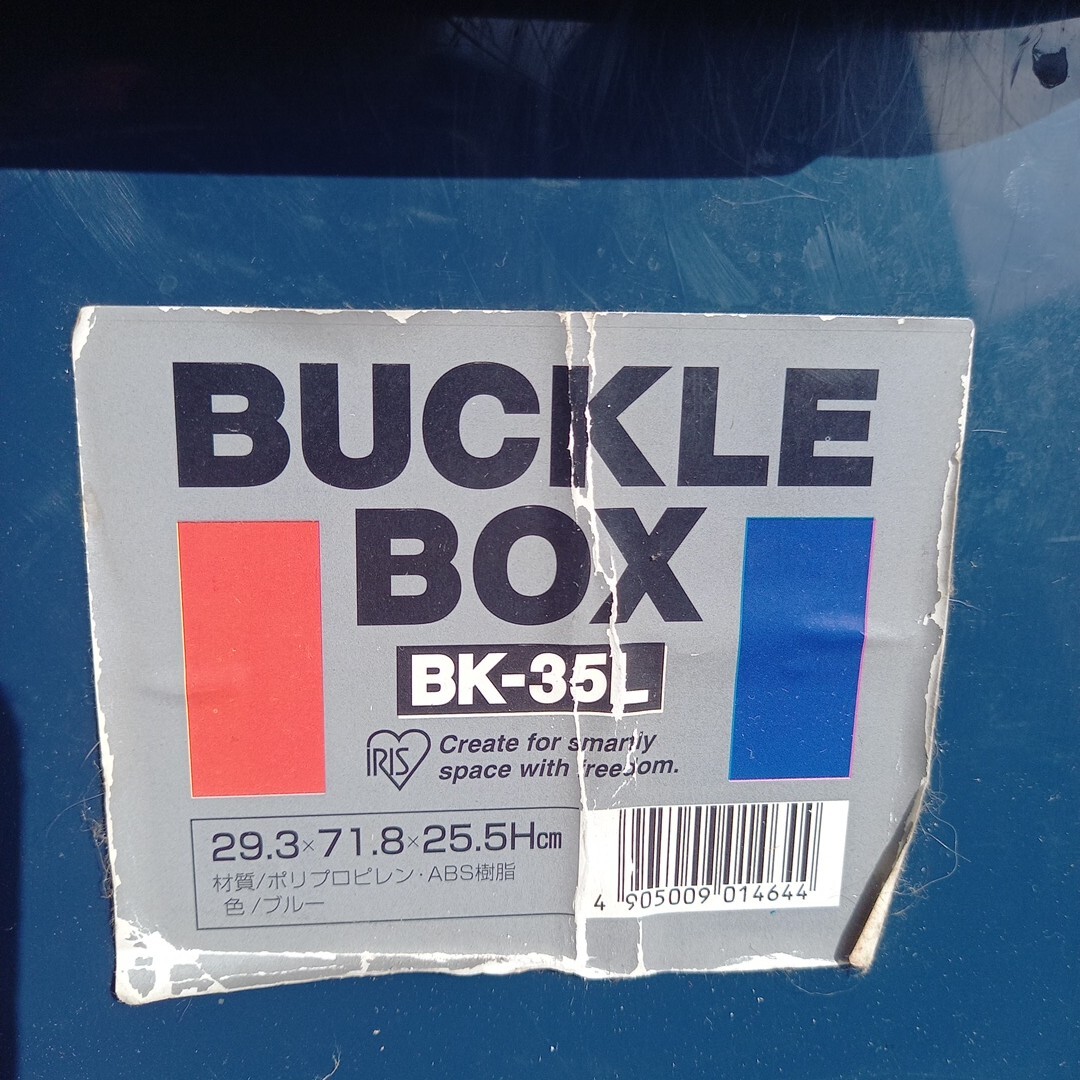 BUCKLE
BOX
BK-35L
IRIS
Create for smartly
space with freedom.
29.3×71.8×25.5Hcm
材質/ポリプロピレン・ABS樹脂
色/ブルー
4 905009 014644